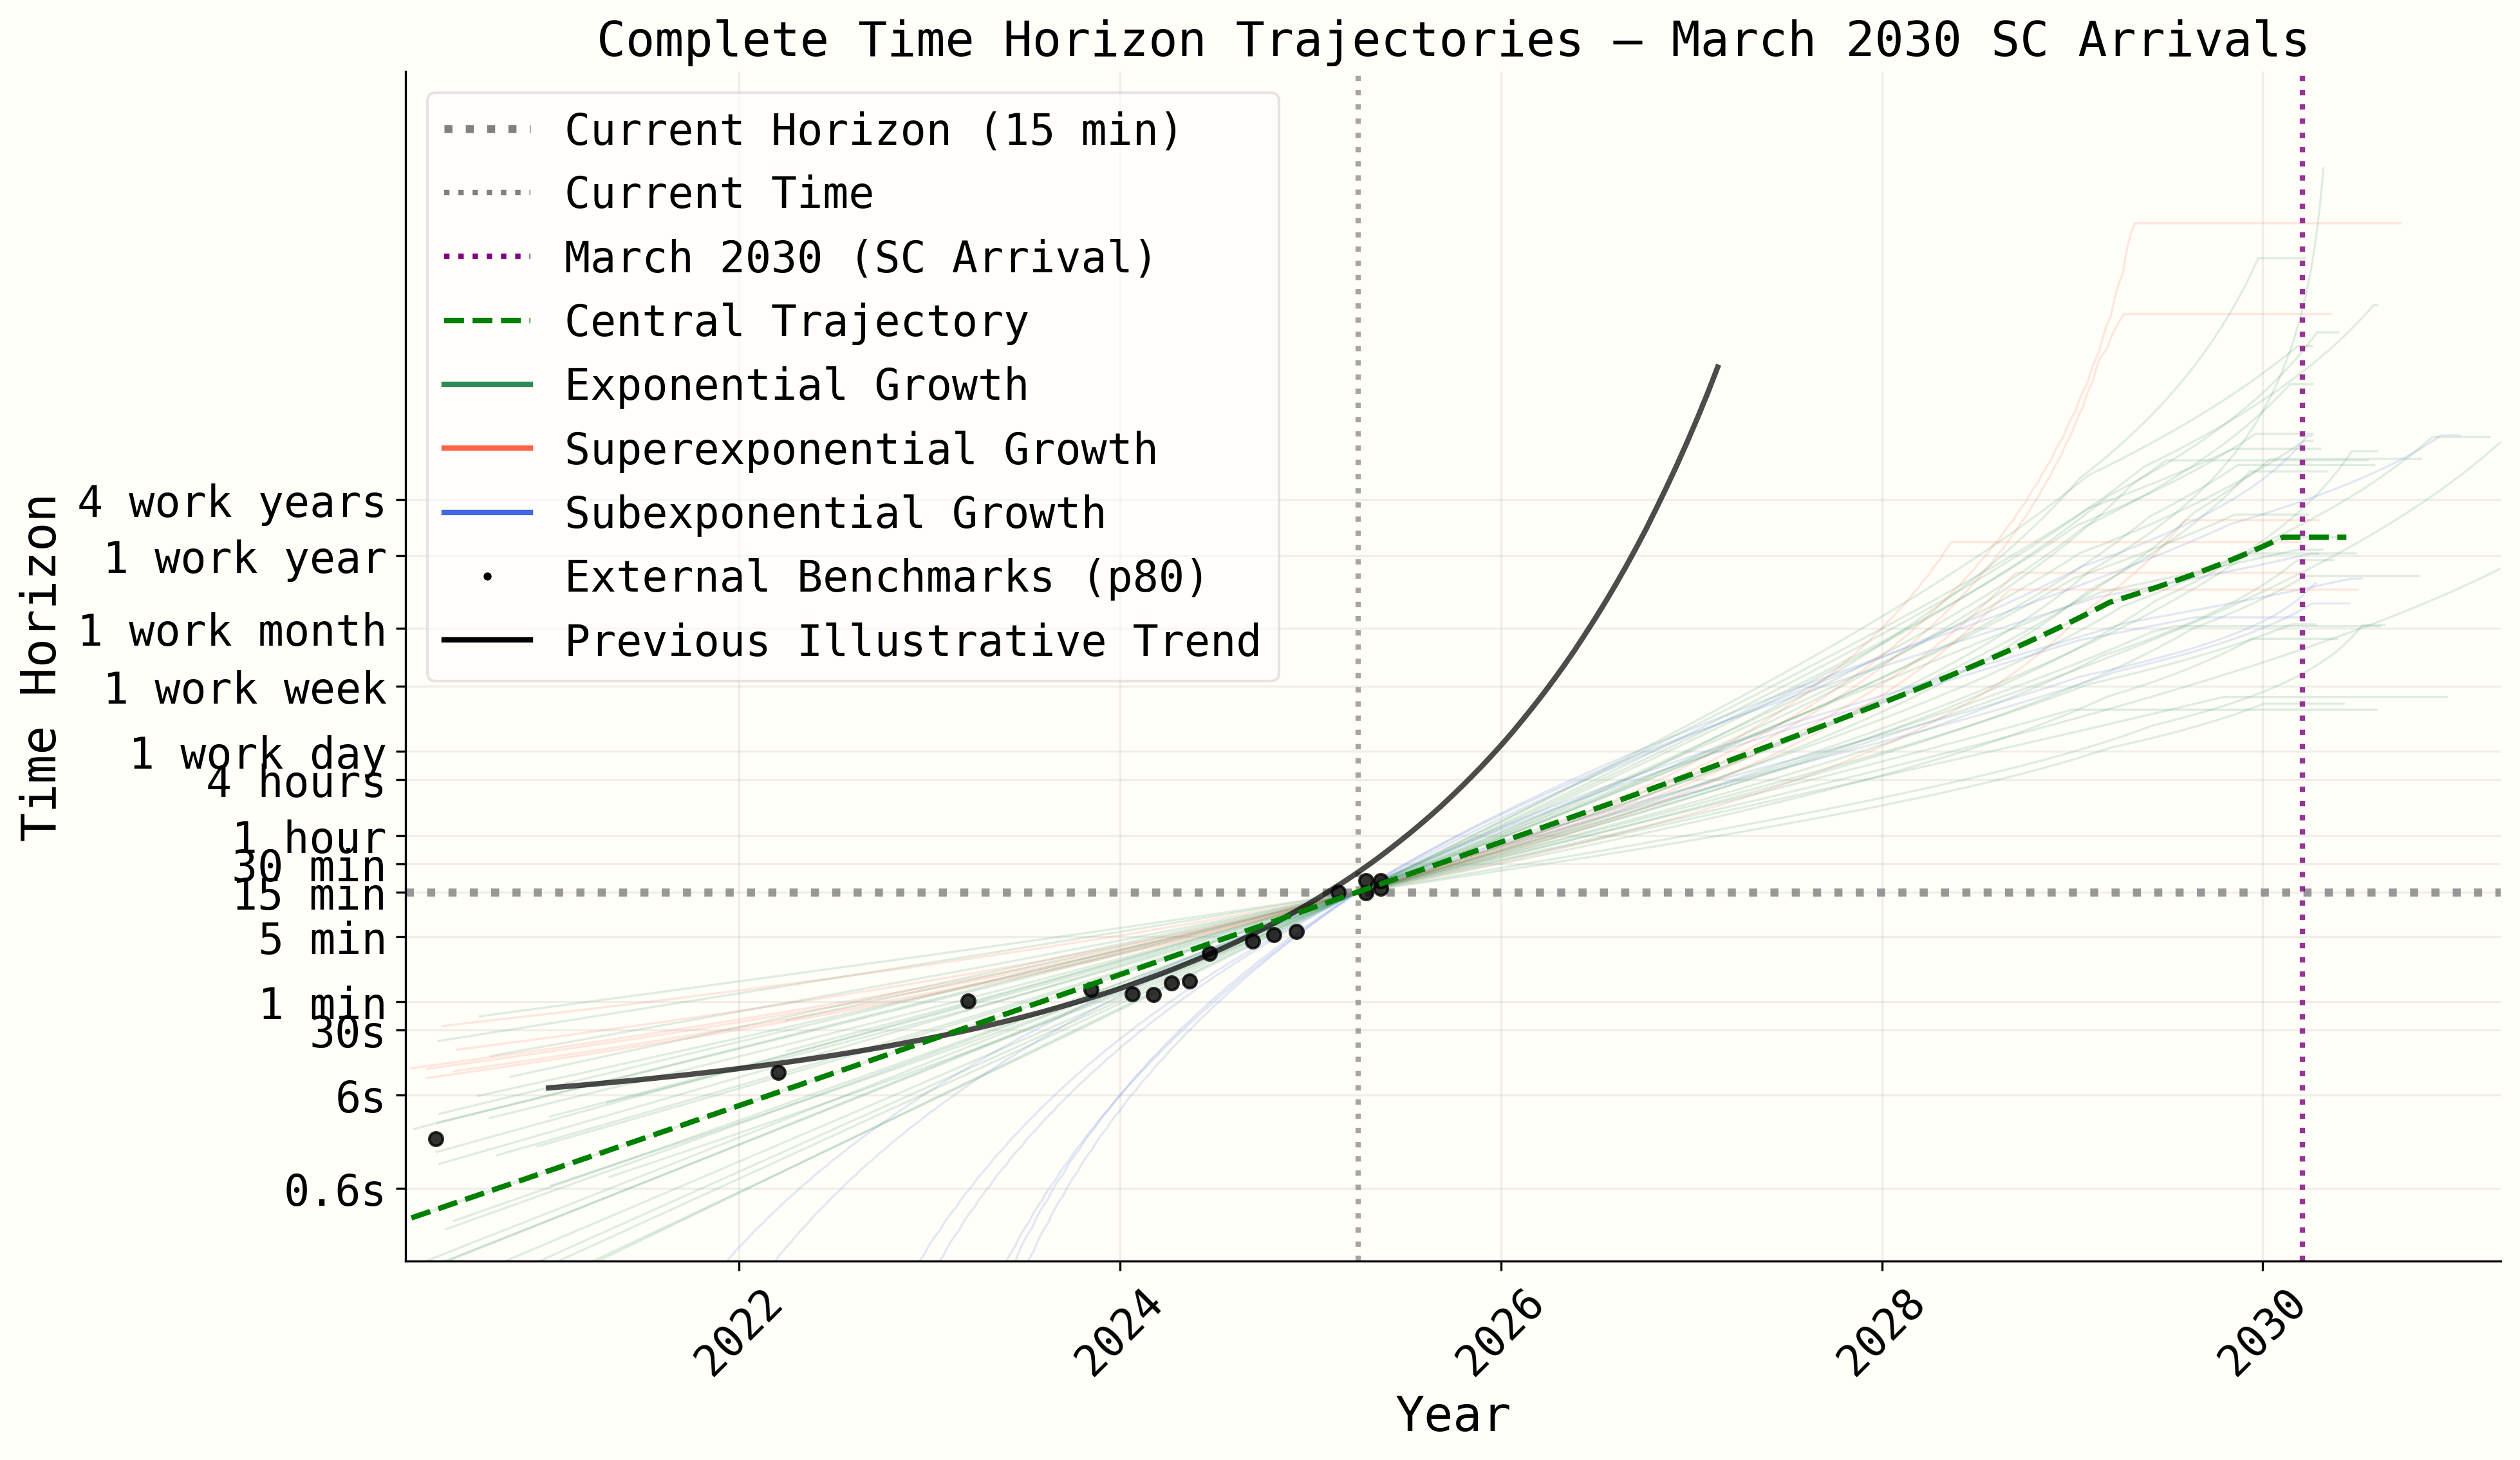 Complete Time Horizon Trajectories — March 2030 SC Arrivals
Current Horizon (15 min)
Current Time
March 2030 (SC Arrival)
Central Trajectory
Exponential Growth
Superexponential Growth
Subexponential Growth
External Benchmarks (p80)
Previous Illustrative Trend
Time Horizon
4 work years
1 work year
1 work month
1 work week
1 work day
4 hours
1 hour
30 min
15 min
5 min
1 min
30s
6s
0.6s
2022
2024
2026
2028
2030
Year